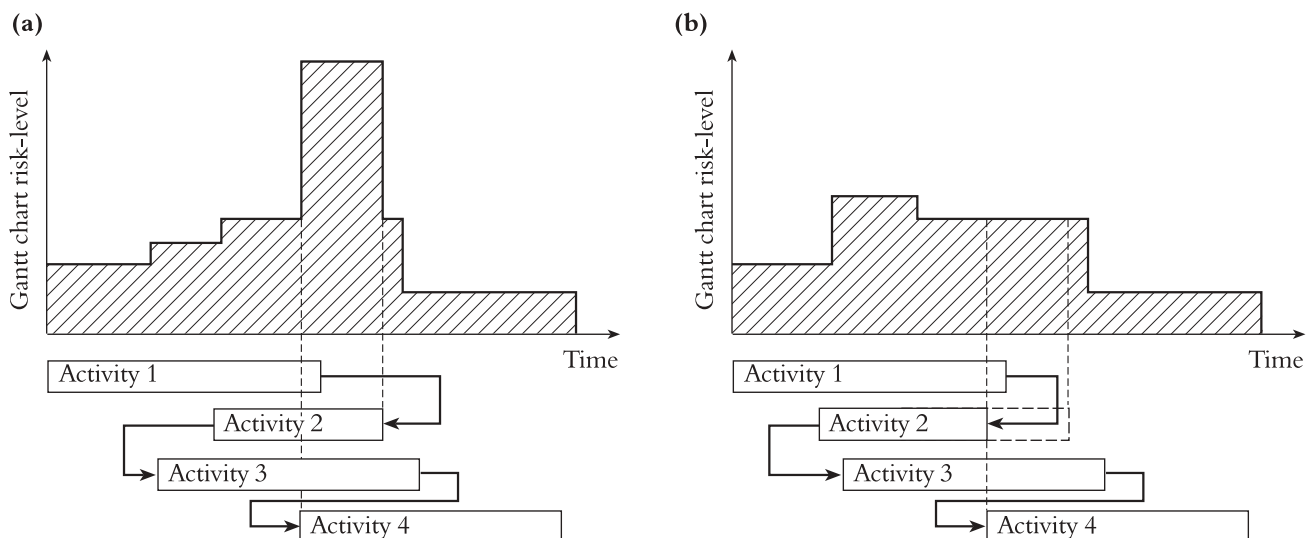 (a)
Gantt chart risk-level
Time
Activity 1
Activity 2
Activity 3
Activity 4
(b)
Gantt chart risk-level
Time
Activity 1
Activity 2
Activity 3
Activity 4